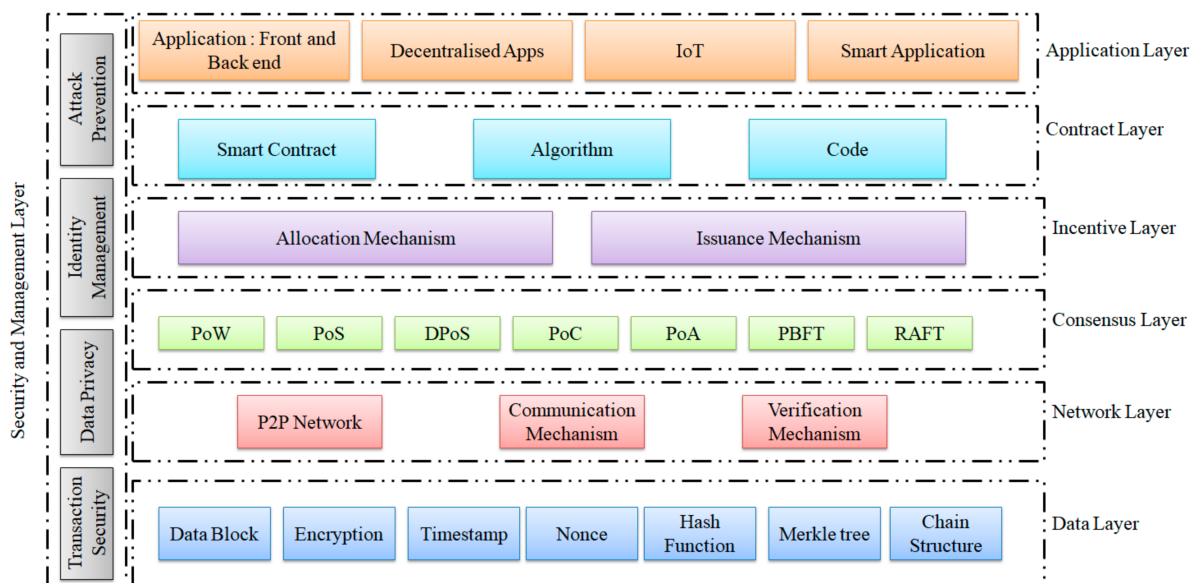 Security and Management Layer
Attack
Prevention
Identity
Management
Data Privacy
Transaction
Security
Application : Front and
Back end
Decentralised Apps
IoT
Smart Application
Application Layer
Smart Contract
Algorithm
Code
Contract Layer
Allocation Mechanism
Issuance Mechanism
Incentive Layer
PoW
PoS
DPoS
PoC
PoA
PBFT
RAFT
Consensus Layer
P2P Network
Communication
Mechanism
Verification
Mechanism
Network Layer
Data Block
Encryption
Timestamp
Nonce
Hash
Function
Merkle tree
Chain
Structure
Data Layer